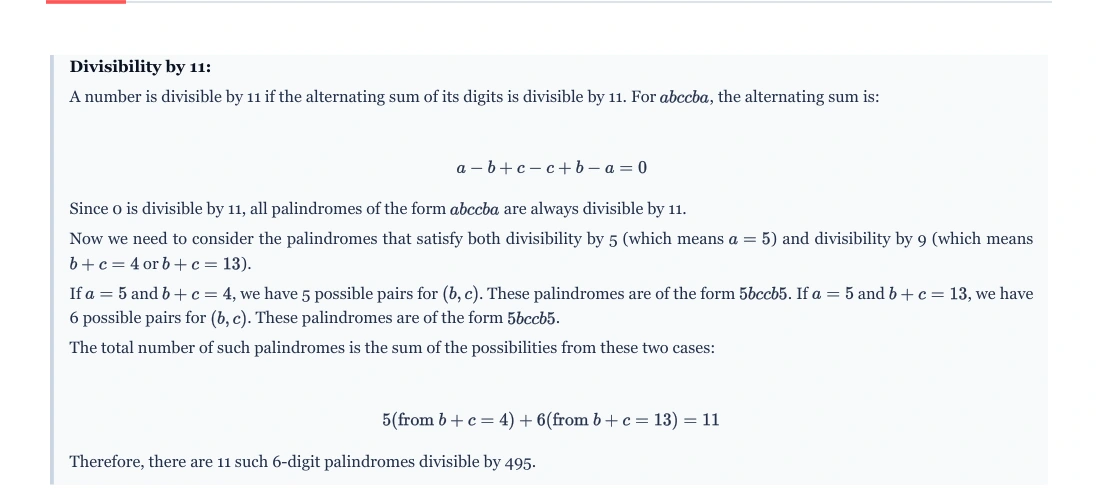 Divisibility by 11:
A number is divisible by 11 if the alternating sum of its digits is divisible by 11. For abccba, the alternating sum is:
a − b + c − c + b − a = 0
Since 0 is divisible by 11, all palindromes of the form abccba are always divisible by 11.
Now we need to consider the palindromes that satisfy both divisibility by 5 (which means a = 5) and divisibility by 9 (which means
b + c = 4 or b + c = 13).
If a = 5 and b + c = 4, we have 5 possible pairs for (b, c). These palindromes are of the form 5bccb5. If a = 5 and b + c = 13, we have
6 possible pairs for (b, c). These palindromes are of the form 5bccb5.
The total number of such palindromes is the sum of the possibilities from these two cases:
5(from b + c = 4) + 6(from b + c = 13) = 11
Therefore, there are 11 such 6-digit palindromes divisible by 495.